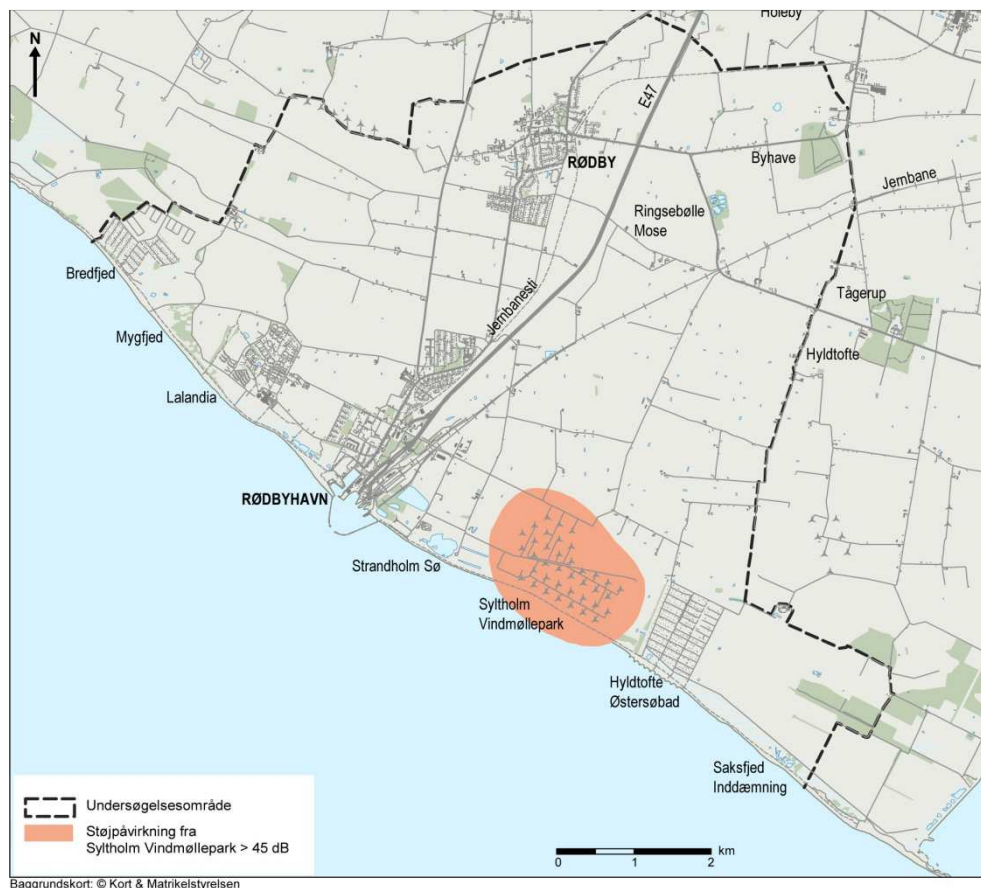 Holeby
N
E47
RØDBY
Byhave
Jernbane
Ringsebølle
Mose
Bredfjed
Tågerup
Jernbanesti
Mygfjed
Hyldtofte
Lalandia
RØDBYHAVN
Strandholm Sø
Syltholm
Vindmøllepark
Hyldtofte
Østersøbad
Saksfjed
Inddæmning
Undersøgelsesområde
Støjpåvirkning fra
Syltholm Vindmøllepark > 45 dB
km
0 1 2
Baggrundskort: © Kort & Matrikelstyrelsen